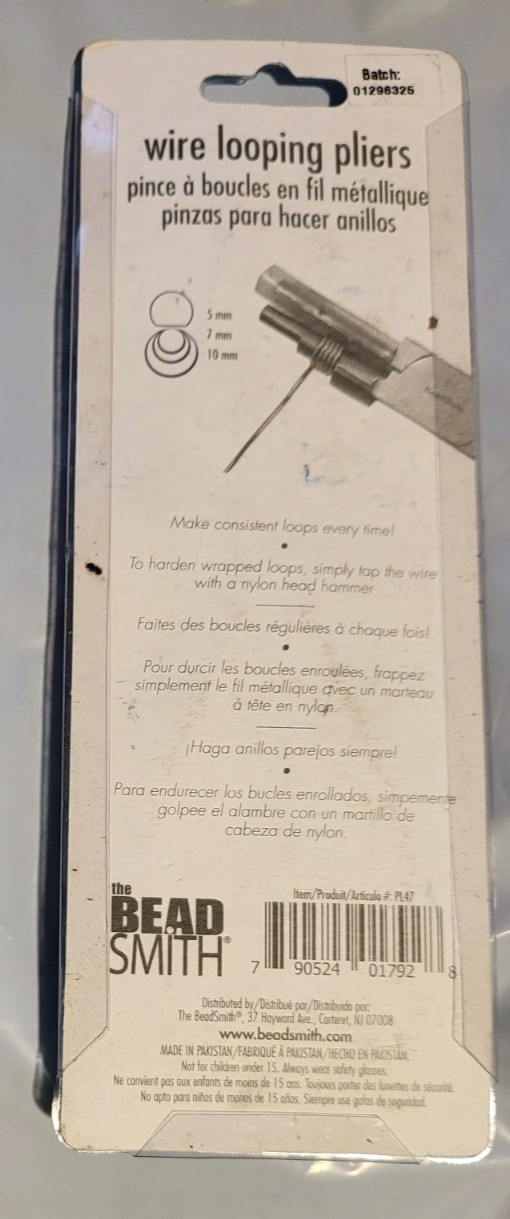 Batch:
01296325
wire looping pliers
pince à boucles en fil métallique
pinzas para hacer anillos
5 mm
7 mm
10 mm
Make consistent loops every time!
•
To harden wrapped loops, simply tap the wire
with a nylon head hammer
Faites des boucles régulières à chaque fois!
•
Pour durcir les boucles enroulées, frappez
simplement le fil métallique avec un marteau
à tête en nylon.
¡Haga anillos parejos siempre!
•
Para endurecer los bucles enrollados, simpemente
golpee el alambre con un martillo de
cabeza de nylon.
the
BEAD
SMITH®
Item/Produit/Artículo #: PL47
7 90524 01792 8
Distributed by/Distribué par/Distribuido por:
The BeadSmith®, 37 Hayward Ave., Carteret, NJ 07008
www.beadsmith.com
MADE IN PAKISTAN/FABRIQUÉ À PAKISTAN/HECHO EN PAKISTÁN.
Not for children under 15. Always wear safety glasses.
Ne convient pas aux enfants de moins de 15 ans. Toujours porter des lunettes de sécurité.
No apto para niños de menos de 15 años. Siempre use gafas de seguridad.